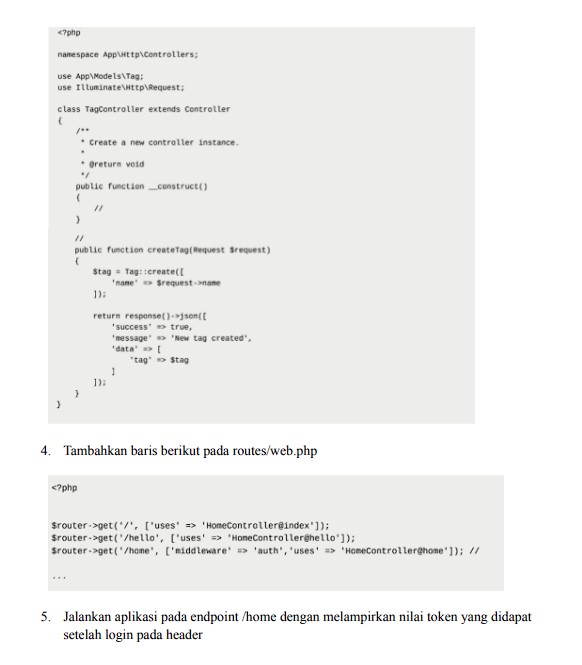 <?php
namespace App\Http\Controllers;
use App\Models\Tag;
use Illuminate\Http\Request;
class TagController extends Controller
{
/**
* Create a new controller instance.
*
* @return void
*/
public function __construct()
{
//
}
//
public function createTag(Request $request)
{
$tag = Tag::create([
'name' => $request->name
]);
return response()->json([
'success' => true,
'message' => 'New tag created',
'data' => [
'tag' => $tag
]
]);
}
}
4. Tambahkan baris berikut pada routes/web.php
<?php
$router->get('/', ['uses' => 'HomeController@index']);
$router->get('/hello', ['uses' => 'HomeController@hello']);
$router->get('/home', ['middleware' => 'auth','uses' => 'HomeController@home']); //
...
5. Jalankan aplikasi pada endpoint /home dengan melampirkan nilai token yang didapat
setelah login pada header